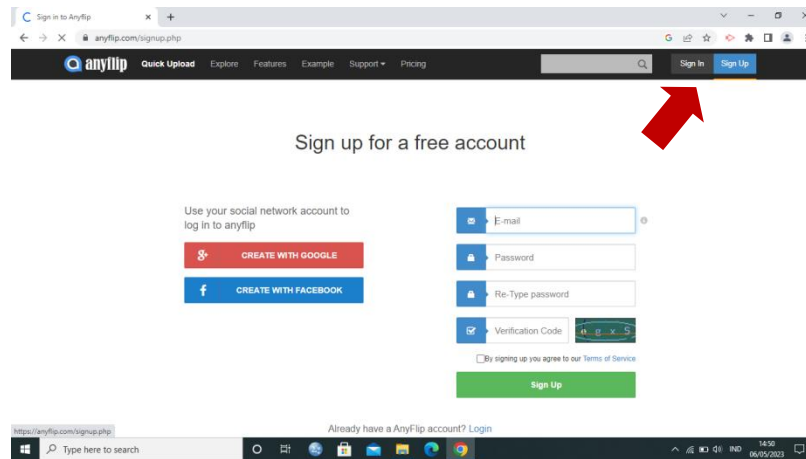 Sign in to Anyflip
anyflip.com/signup.php
anyflip Quick Upload Explore Features Example Support Pricing Sign In Sign Up
Sign up for a free account
Use your social network account to
log in to anyflip
CREATE WITH GOOGLE
CREATE WITH FACEBOOK
E-mail
Password
Re-Type password
Verification Code g x S
By signing up you agree to our Terms of Service
Sign Up
Already have a AnyFlip account? Login
https://anyflip.com/signup.php
Type here to search
IND
14:50
06/05/2023